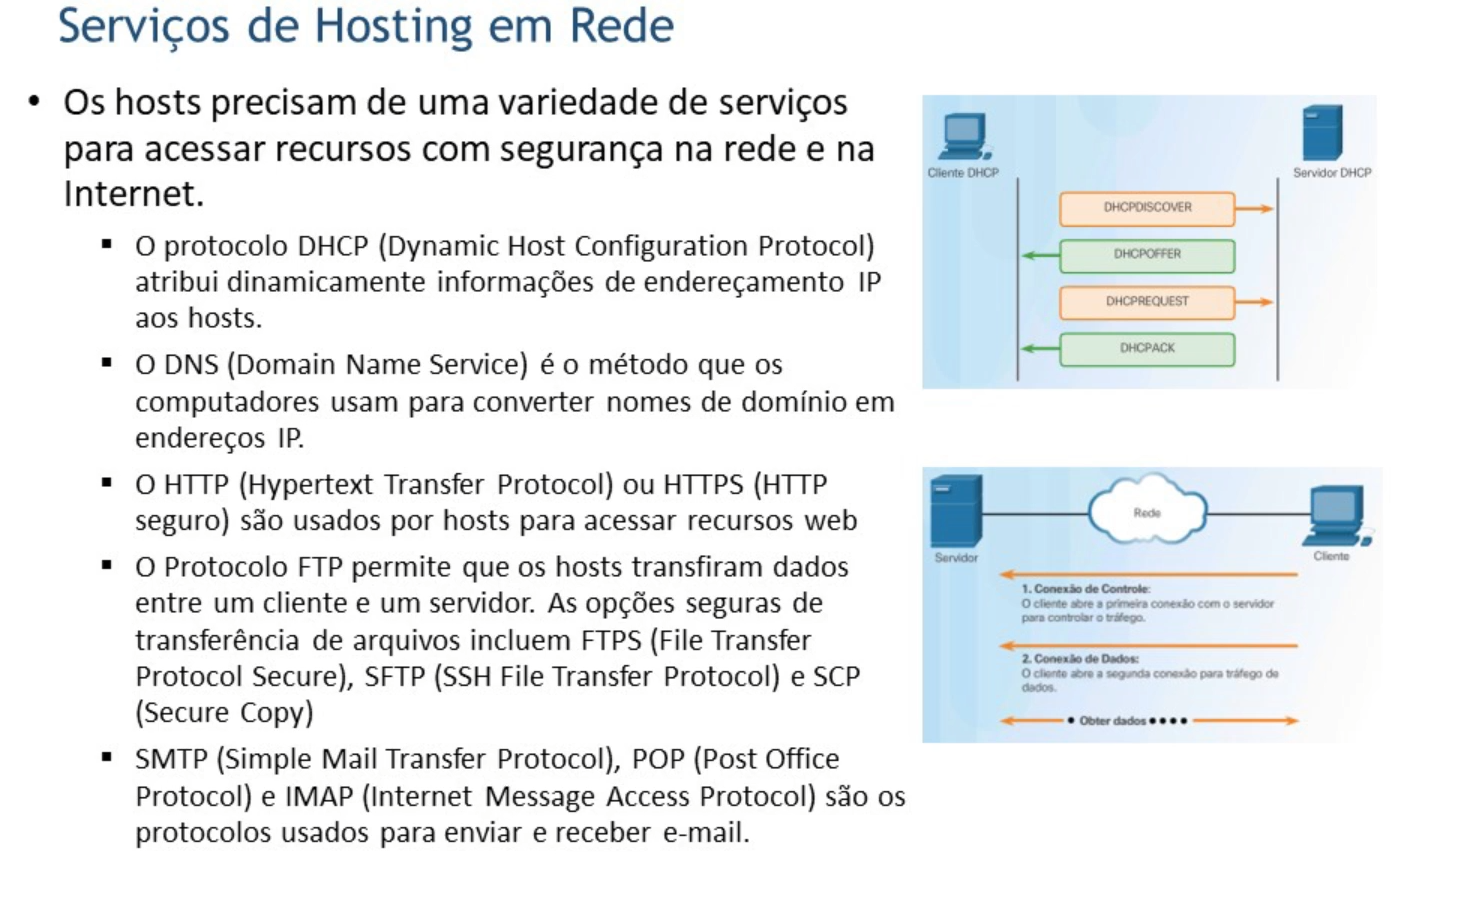 Serviços de Hosting em Rede
• Os hosts precisam de uma variedade de serviços
para acessar recursos com segurança na rede e na
Internet.
▪ O protocolo DHCP (Dynamic Host Configuration Protocol)
atribui dinamicamente informações de endereçamento IP
aos hosts.
▪ O DNS (Domain Name Service) é o método que os
computadores usam para converter nomes de domínio em
endereços IP.
▪ O HTTP (Hypertext Transfer Protocol) ou HTTPS (HTTP
seguro) são usados por hosts para acessar recursos web
▪ O Protocolo FTP permite que os hosts transfiram dados
entre um cliente e um servidor. As opções seguras de
transferência de arquivos incluem FTPS (File Transfer
Protocol Secure), SFTP (SSH File Transfer Protocol) e SCP
(Secure Copy)
▪ SMTP (Simple Mail Transfer Protocol), POP (Post Office
Protocol) e IMAP (Internet Message Access Protocol) são os
protocolos usados para enviar e receber e-mail.
Cliente DHCP
Servidor DHCP
DHCPDISCOVER
DHCPOFFER
DHCPREQUEST
DHCPACK
Rede
Servidor
Cliente
1. Conexão de Controle:
O cliente abre a primeira conexão com o servidor
para controlar o tráfego.
2. Conexão de Dados:
O cliente abre a segunda conexão para tráfego de
dados.
Obter dados